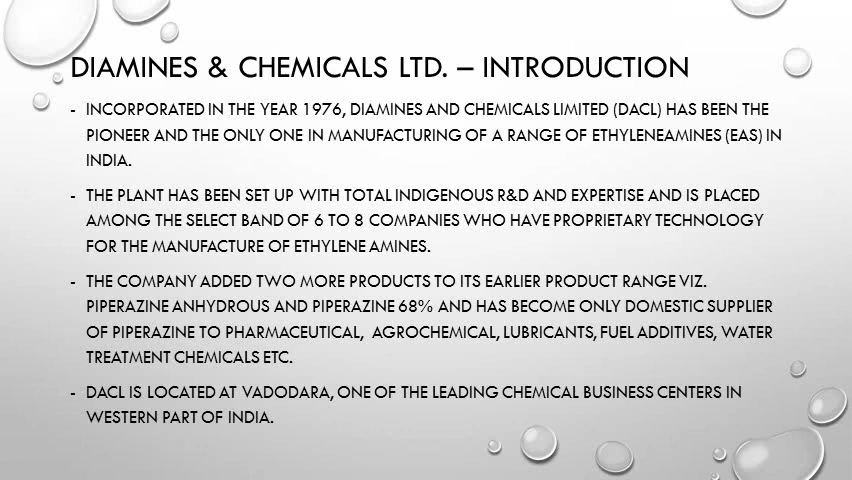 DIAMINES & CHEMICALS LTD. – INTRODUCTION
- INCORPORATED IN THE YEAR 1976, DIAMINES AND CHEMICALS LIMITED (DACL) HAS BEEN THE
PIONEER AND THE ONLY ONE IN MANUFACTURING OF A RANGE OF ETHYLENEAMINES (EAS) IN
INDIA.
- THE PLANT HAS BEEN SET UP WITH TOTAL INDIGENOUS R&D AND EXPERTISE AND IS PLACED
AMONG THE SELECT BAND OF 6 TO 8 COMPANIES WHO HAVE PROPRIETARY TECHNOLOGY
FOR THE MANUFACTURE OF ETHYLENE AMINES.
- THE COMPANY ADDED TWO MORE PRODUCTS TO ITS EARLIER PRODUCT RANGE VIZ.
PIPERAZINE ANHYDROUS AND PIPERAZINE 68% AND HAS BECOME ONLY DOMESTIC SUPPLIER
OF PIPERAZINE TO PHARMACEUTICAL, AGROCHEMICAL, LUBRICANTS, FUEL ADDITIVES, WATER
TREATMENT CHEMICALS ETC.
- DACL IS LOCATED AT VADODARA, ONE OF THE LEADING CHEMICAL BUSINESS CENTERS IN
WESTERN PART OF INDIA.